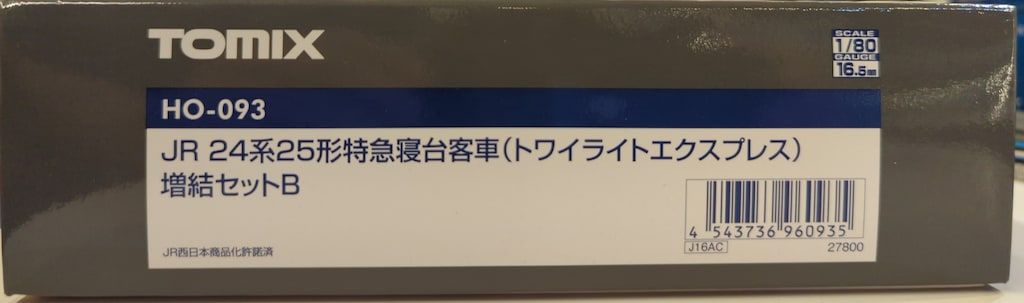 TOMIX
SCALE
1/80
GAUGE
16.5mm
HO-093
JR 24系25形特急寝台客車(トワイライトエクスプレス)
増結セットB
4 543736 960935
J16AC
27800
JR西日本商品化許諾済